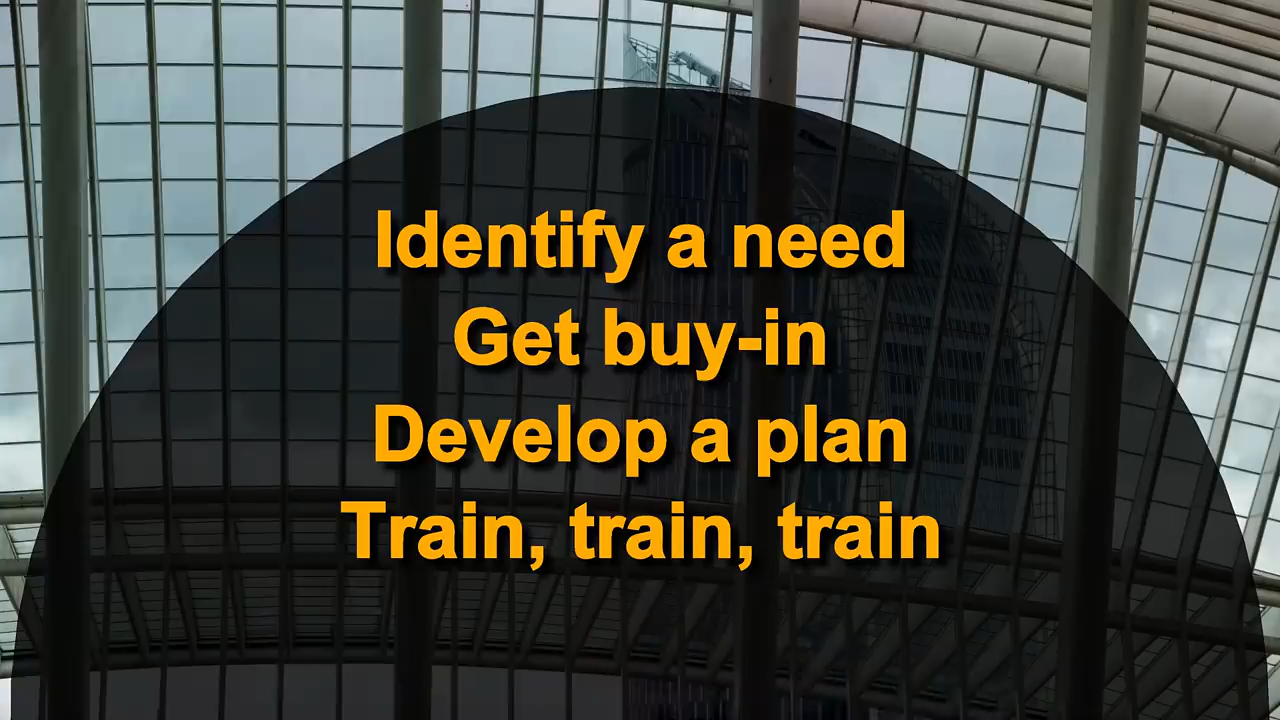 Identify a need
Get buy-in
Develop a plan
Train, train, train